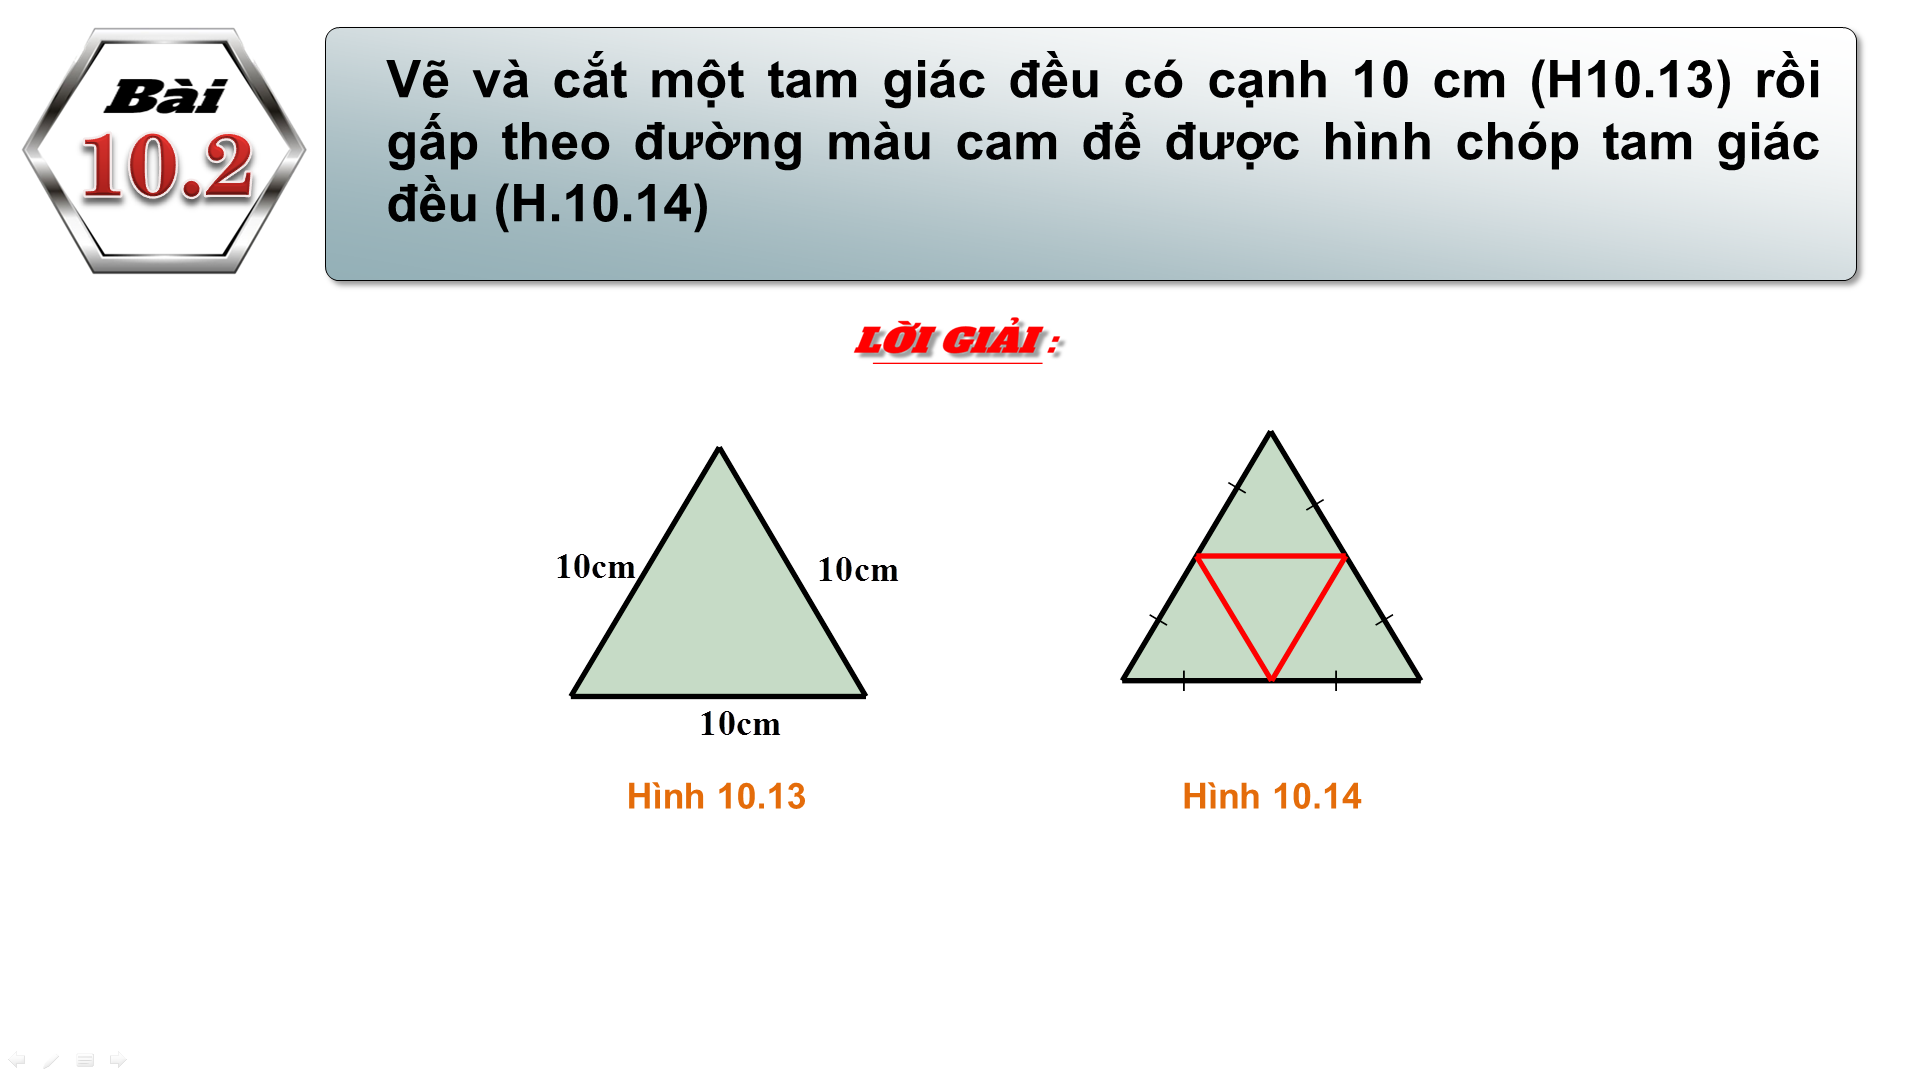 Bài
10.2
Vẽ và cắt một tam giác đều có cạnh 10 cm (H10.13) rồi
gấp theo đường màu cam để được hình chóp tam giác
đều (H.10.14)
LỜI GIẢI :
10cm
10cm
10cm
Hình 10.13
Hình 10.14